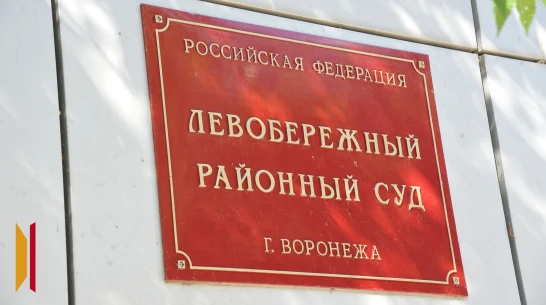 РОССИЙСКАЯ ФЕДЕРАЦИЯ
ЛЕВОБЕРЕЖНЫЙ
РАЙОННЫЙ СУД
Г. ВОРОНЕЖА